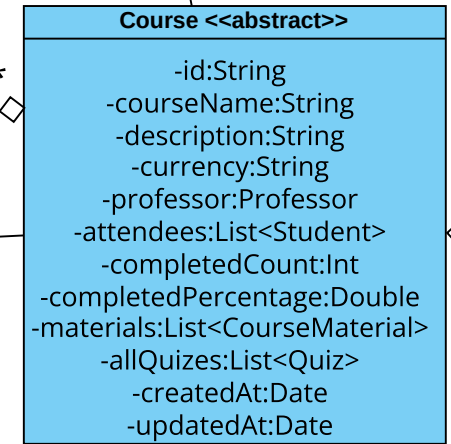 Course <<abstract>>
-id:String
-courseName:String
-description:String
-currency:String
-professor:Professor
-attendees:List<Student>
-completedCount:Int
-completedPercentage:Double
-materials:List<CourseMaterial>
-allQuizes:List<Quiz>
-createdAt:Date
-updatedAt:Date